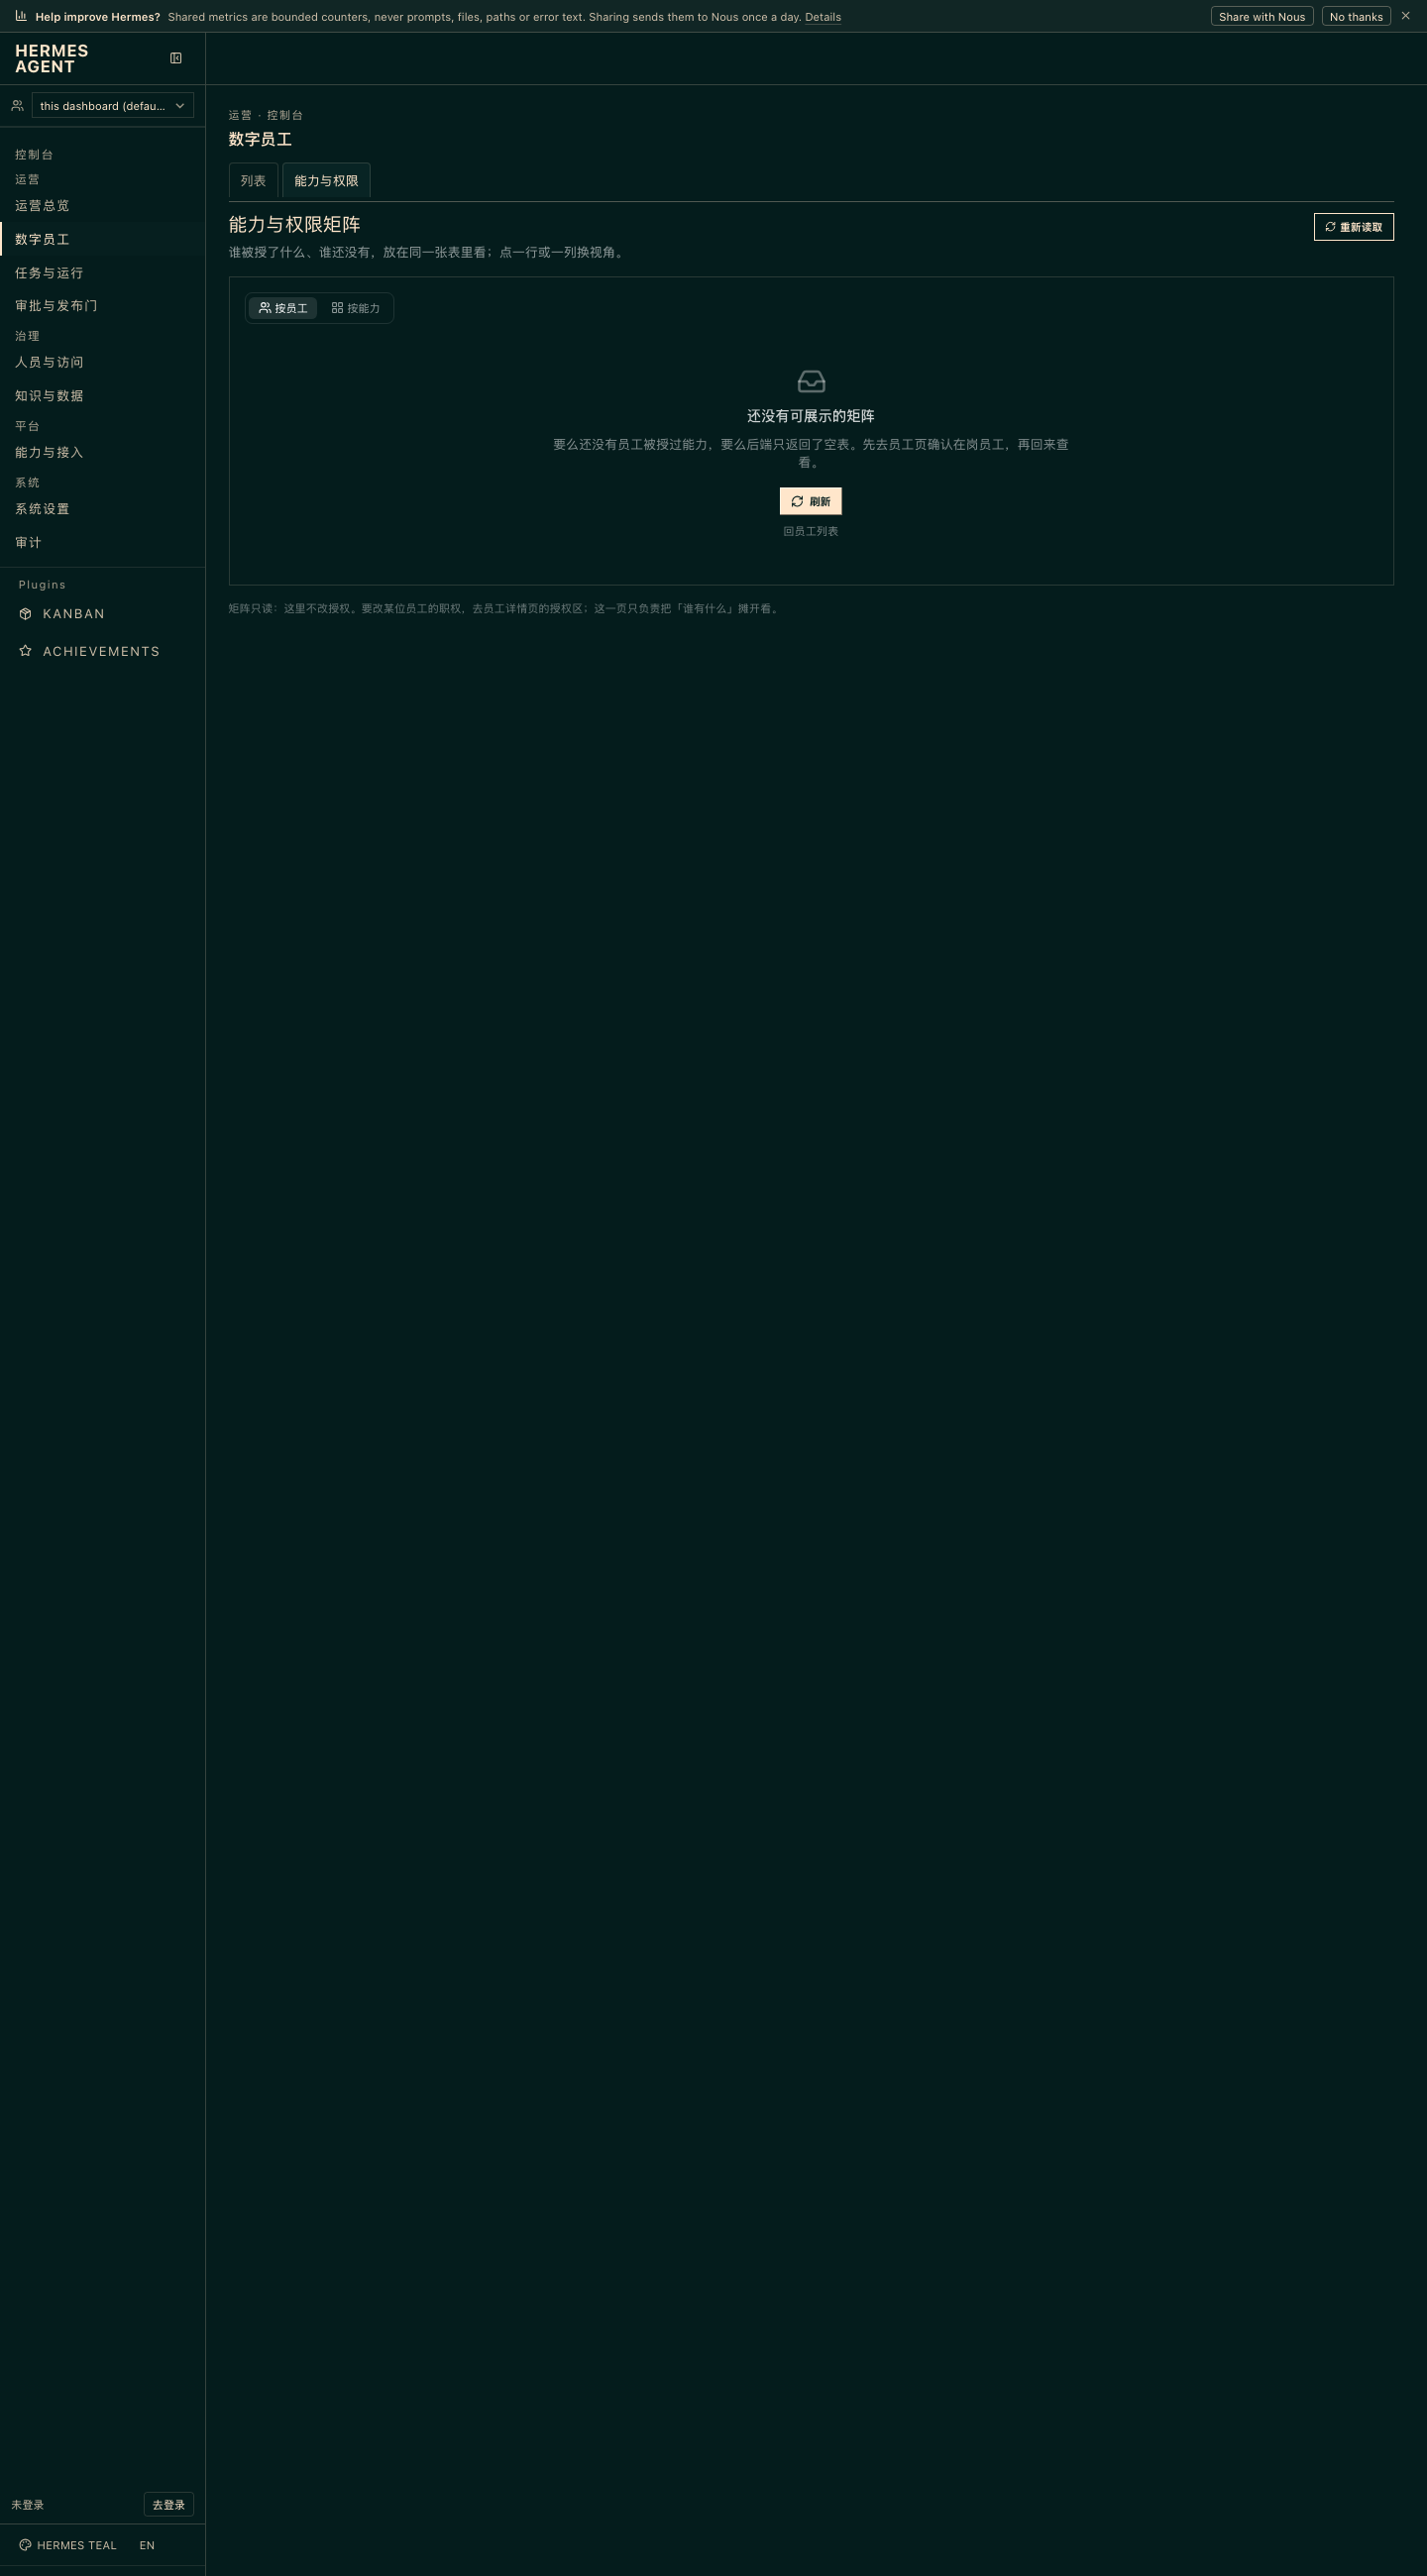 Help improve Hermes? Shared metrics are bounded counters, never prompts, files, paths or error text. Sharing sends them to Nous once a day. Details
Share with Nous
No thanks
HERMES
AGENT
this dashboard (defau...
控制台
运营
运营总览
数字员工
任务与运行
审批与发布门
治理
人员与访问
知识与数据
平台
能力与接入
系统
系统设置
审计
Plugins
KANBAN
ACHIEVEMENTS
未登录
去登录
HERMES TEAL
EN
运营 · 控制台
数字员工
列表
能力与权限
能力与权限矩阵
重新读取
谁被授了什么、谁还没有，放在同一张表里看；点一行或一列换视角。
按员工
按能力
还没有可展示的矩阵
要么还没有员工被授过能力，要么后端只返回了空表。先去员工页确认在岗员工，再回来查
看。
刷新
回员工列表
矩阵只读：这里不改授权。要改某位员工的职权，去员工详情页的授权区；这一页只负责把「谁有什么」摊开看。